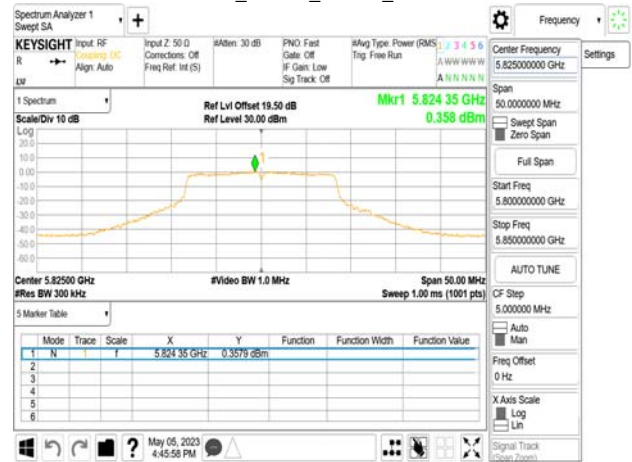 Spectrum Analyzer 1
Swept SA
Frequency
KEYSIGHT
R
Input: RF
Coupling: DC
Align: Auto
Input Z: 50 Ω
Corrections: Off
Freq Ref: Int (S)
#Atten: 30 dB
PNO: Fast
Gate: Off
IF Gain: Low
Sig Track: Off
#Avg Type: Power (RMS
Trig: Free Run
1 2 3 4 5 6
A W W W W W
A N N N N N
Center Frequency
5.825000000 GHz
Settings
1 Spectrum
Scale/Div 10 dB
Ref Lvl Offset 19.50 dB
Ref Level 30.00 dBm
Mkr1 5.824 35 GHz
0.358 dBm
Span
50.0000000 MHz
Swept Span
Zero Span
Full Span
Start Freq
5.800000000 GHz
Stop Freq
5.850000000 GHz
AUTO TUNE
CF Step
5.000000 MHz
Auto
Man
Freq Offset
0 Hz
X Axis Scale
Log
Lin
Signal Track
(Span Zoom)
Log
20.0
10.0
0.00
-10.0
-20.0
-30.0
-40.0
-50.0
-60.0
1
Center 5.82500 GHz
#Res BW 300 kHz
#Video BW 1.0 MHz
Span 50.00 MHz
Sweep 1.00 ms (1001 pts)
5 Marker Table
Mode Trace Scale X Y Function Function Width Function Value
1 N 1 f 5.824 35 GHz 0.3579 dBm
2
3
4
5
6
?
May 05, 2023
4:45:58 PM